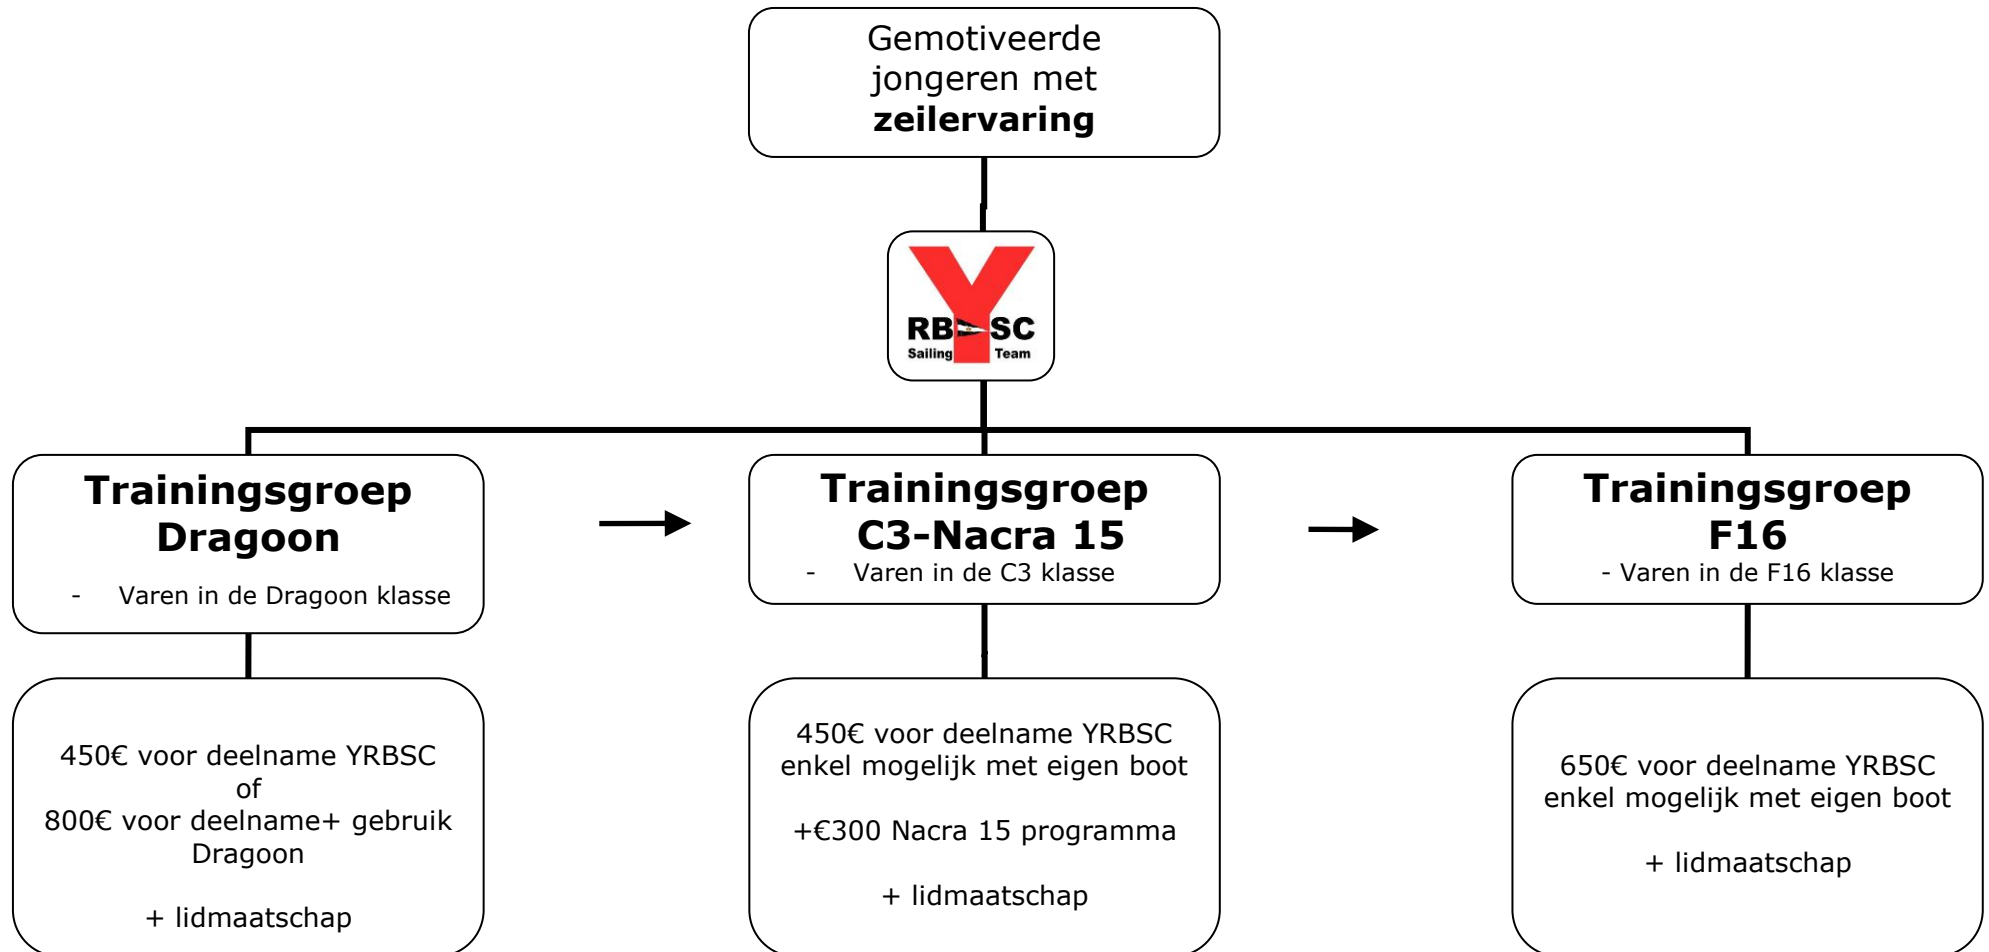 Gemotiveerde
jongeren met
zeilervaring
Y
RB SC
Sailing Team
Trainingsgroep
Dragoon
- Varen in de Dragoon klasse
Trainingsgroep
C3-Nacra 15
- Varen in de C3 klasse
Trainingsgroep
F16
- Varen in de F16 klasse
450€ voor deelname YRBSC
of
800€ voor deelname+ gebruik
Dragoon
+ lidmaatschap
450€ voor deelname YRBSC
enkel mogelijk met eigen boot
+€300 Nacra 15 programma
+ lidmaatschap
650€ voor deelname YRBSC
enkel mogelijk met eigen boot
+ lidmaatschap